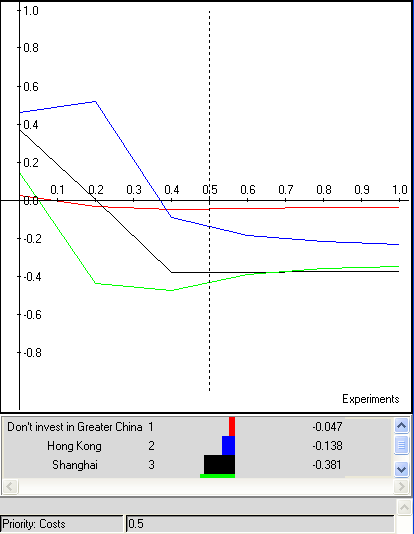 1.0
0.8
0.6
0.4
0.2
0.1 0.2 0.3 0.4 0.5 0.6 0.7 0.8 0.9 1.0
0.0
-0.2
-0.4
-0.6
-0.8
Experiments
Don't invest in Greater China 1 -0.047
Hong Kong 2 -0.138
Shanghai 3 -0.381
Priority: Costs 0.5